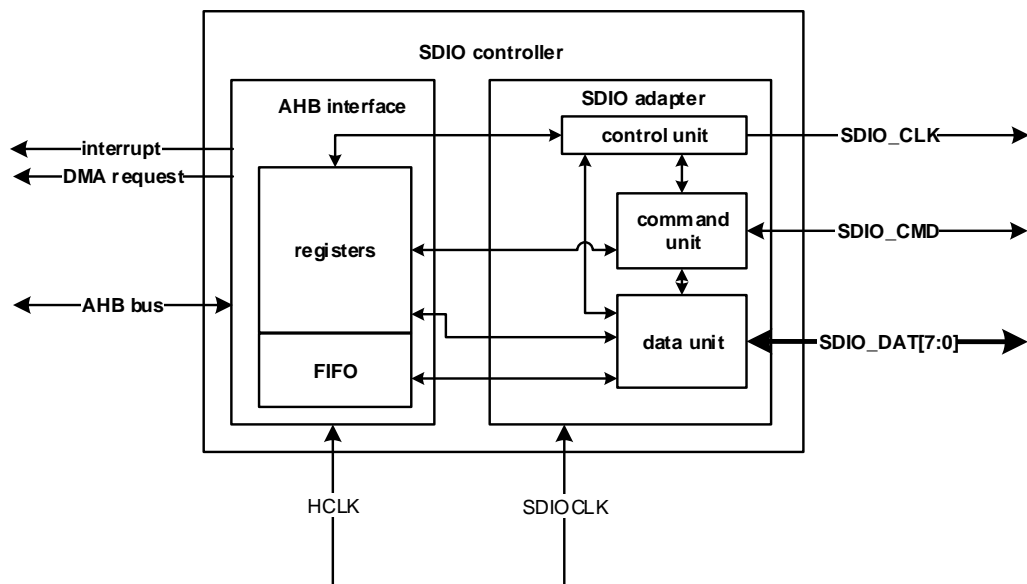 SDIO controller
AHB interface
SDIO adapter
control unit
SDIO_CLK
interrupt
DMA request
registers
command
unit
SDIO_CMD
AHB bus
data unit
SDIO_DAT[7:0]
FIFO
HCLK
SDIOCLK